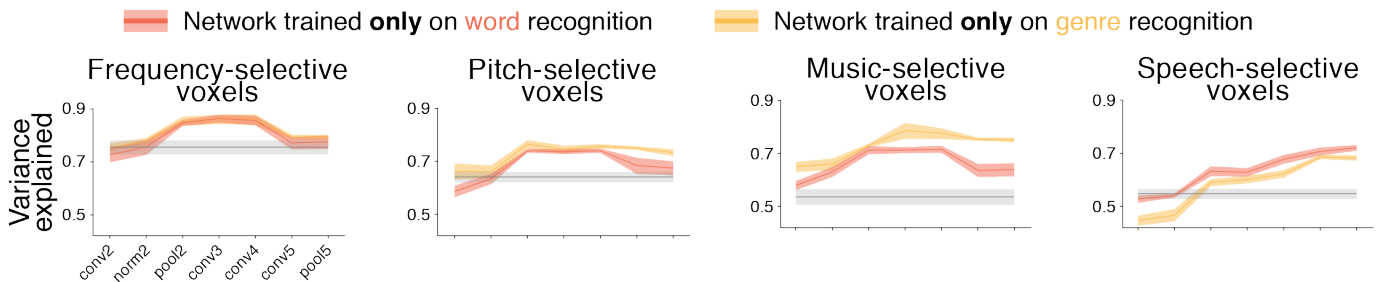 Network trained only on word recognition
Network trained only on genre recognition
Frequency-selective
voxels
Pitch-selective
voxels
Music-selective
voxels
Speech-selective
voxels
Variance
explained
0.9
0.7
0.5
conv2
norm2
pool2
conv3
conv4
conv5
pool5
0.9
0.7
0.5
0.9
0.7
0.5
0.9
0.7
0.5